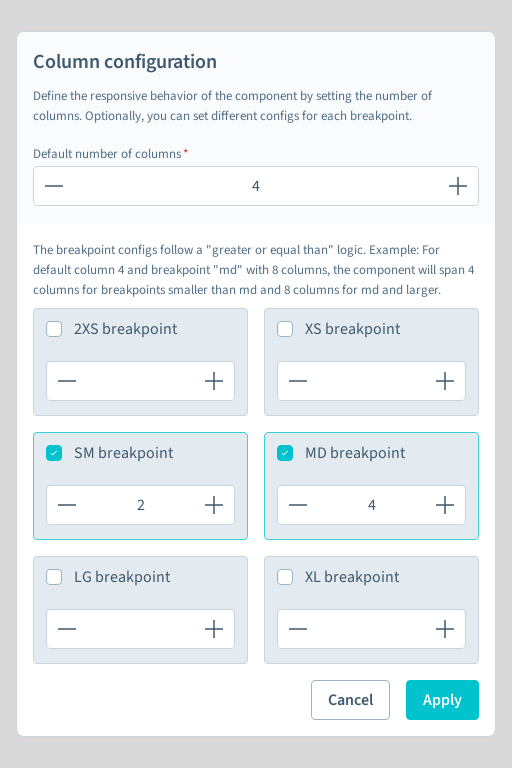 Column configuration
Define the responsive behavior of the component by setting the number of
columns. Optionally, you can set different configs for each breakpoint.
Default number of columns *
4
The breakpoint configs follow a "greater or equal than" logic. Example: For
default column 4 and breakpoint "md" with 8 columns, the component will span 4
columns for breakpoints smaller than md and 8 columns for md and larger.
2XS breakpoint
XS breakpoint
SM breakpoint
2
MD breakpoint
4
LG breakpoint
XL breakpoint
Cancel
Apply